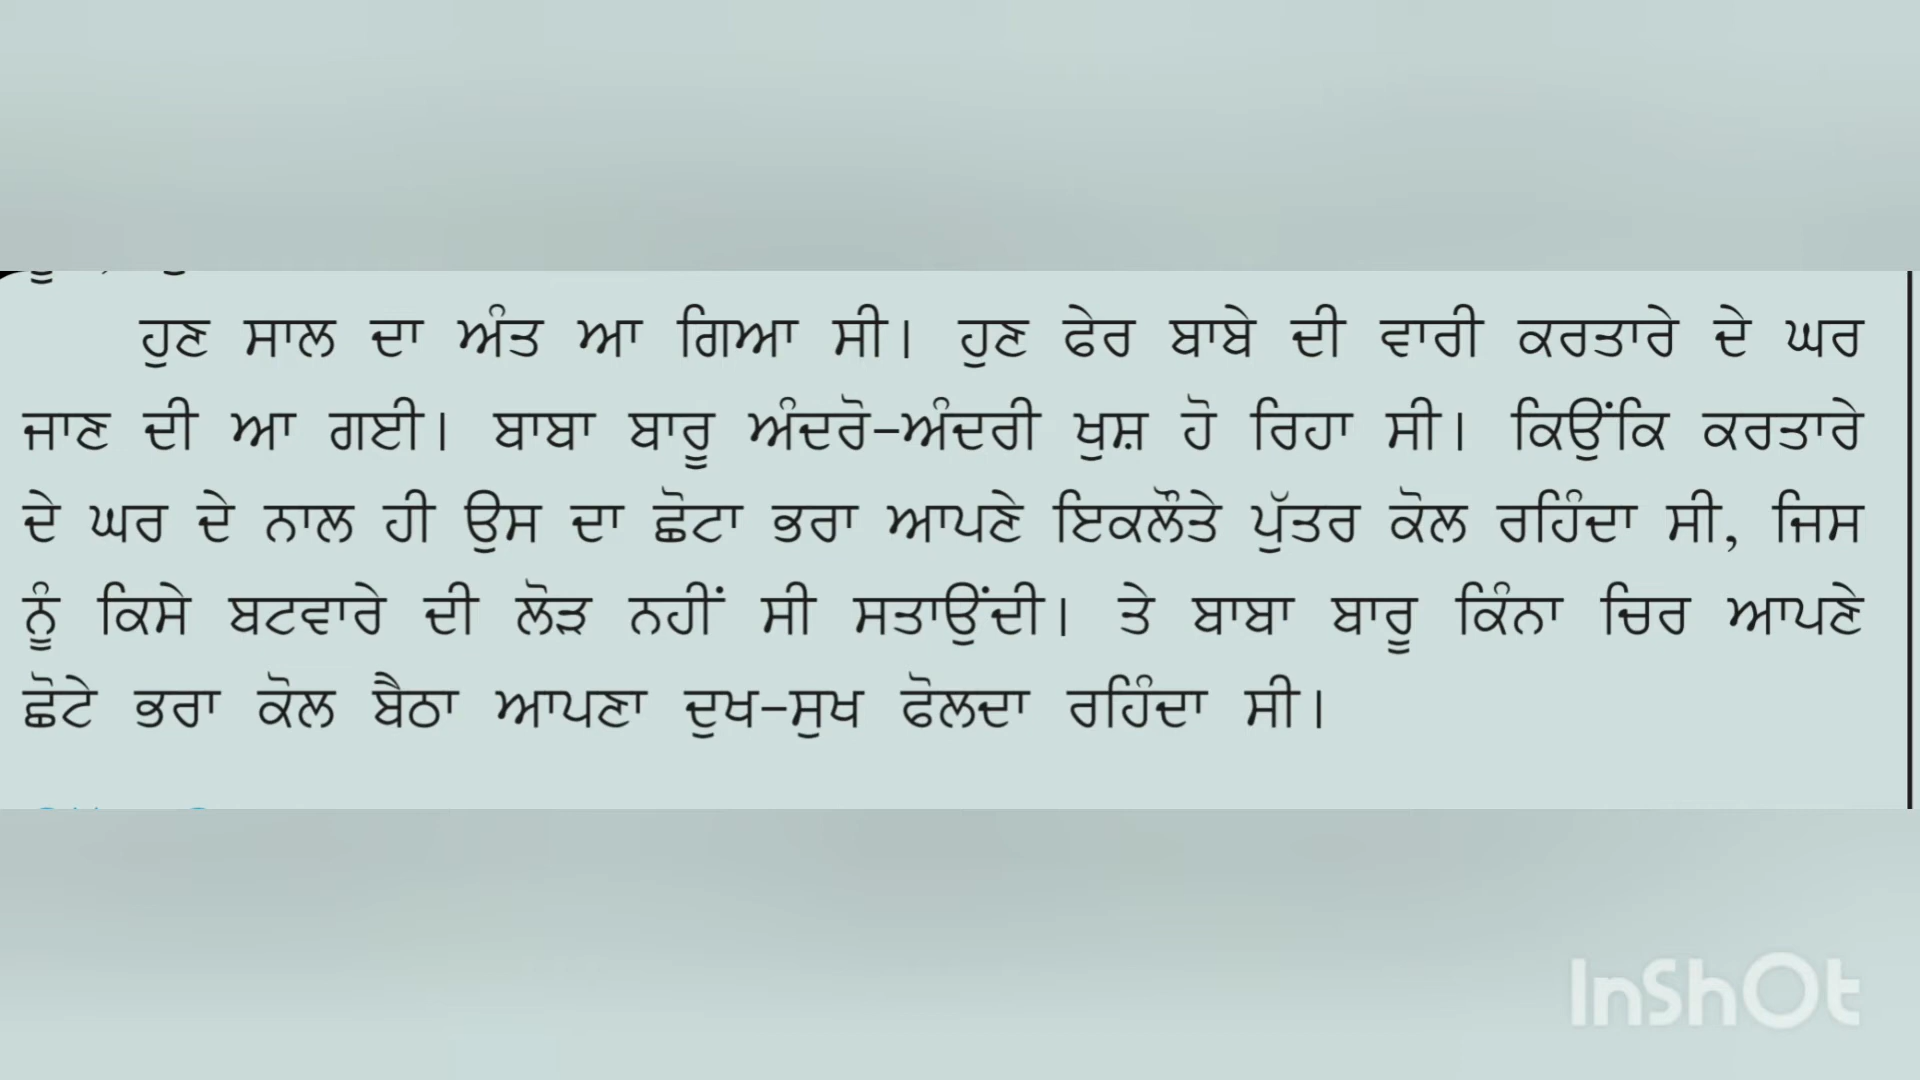 ਹੁਣ ਸਾਲ ਦਾ ਅੰਤ ਆ ਗਿਆ ਸੀ। ਹੁਣ ਫੇਰ ਬਾਬੇ ਦੀ ਵਾਰੀ ਕਰਤਾਰੇ ਦੇ ਘਰ
ਜਾਣ ਦੀ ਆ ਗਈ। ਬਾਬਾ ਬਾਰੂ ਅੰਦਰੋ-ਅੰਦਰੀ ਖੁਸ਼ ਹੋ ਰਿਹਾ ਸੀ। ਕਿਉਂਕਿ ਕਰਤਾਰੇ
ਦੇ ਘਰ ਦੇ ਨਾਲ ਹੀ ਉਸ ਦਾ ਛੋਟਾ ਭਰਾ ਆਪਣੇ ਇਕਲੌਤੇ ਪੁੱਤਰ ਕੋਲ ਰਹਿੰਦਾ ਸੀ, ਜਿਸ
ਨੂੰ ਕਿਸੇ ਬਟਵਾਰੇ ਦੀ ਲੋੜ ਨਹੀਂ ਸੀ ਸਤਾਉਂਦੀ। ਤੇ ਬਾਬਾ ਬਾਰੂ ਕਿੰਨਾ ਚਿਰ ਆਪਣੇ
ਛੋਟੇ ਭਰਾ ਕੋਲ ਬੈਠਾ ਆਪਣਾ ਦੁਖ-ਸੁਖ ਫੋਲਦਾ ਰਹਿੰਦਾ ਸੀ।
InShOt